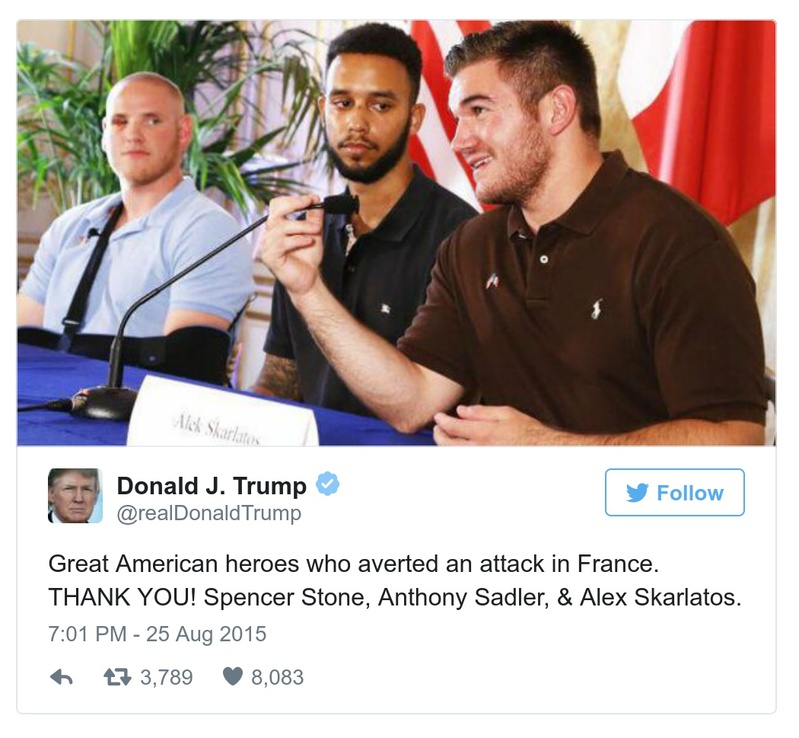 Alek Skarlatos
Donald J. Trump
@realDonaldTrump
Follow
Great American heroes who averted an attack in France.
THANK YOU! Spencer Stone, Anthony Sadler, & Alex Skarlatos.
7:01 PM - 25 Aug 2015
3,789 8,083